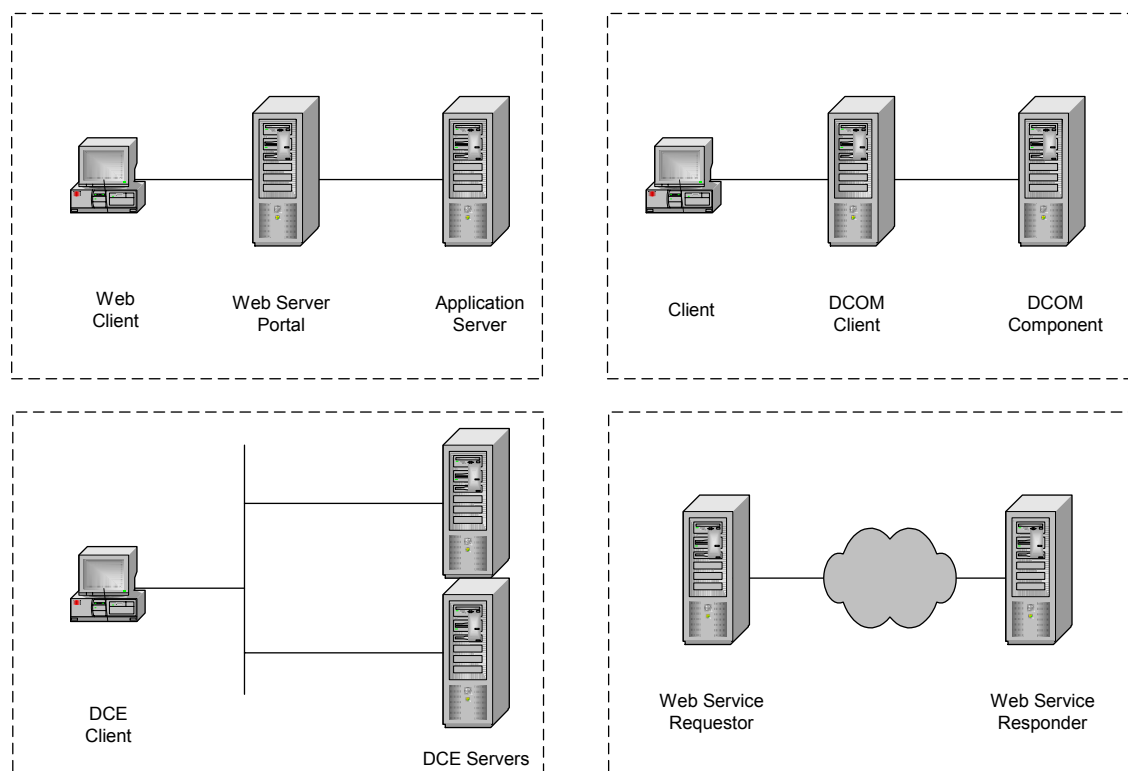 Web
Client
Web Server
Portal
Application
Server
Client
DCOM
Client
DCOM
Component
DCE
Client
DCE Servers
Web Service
Requestor
Web Service
Responder